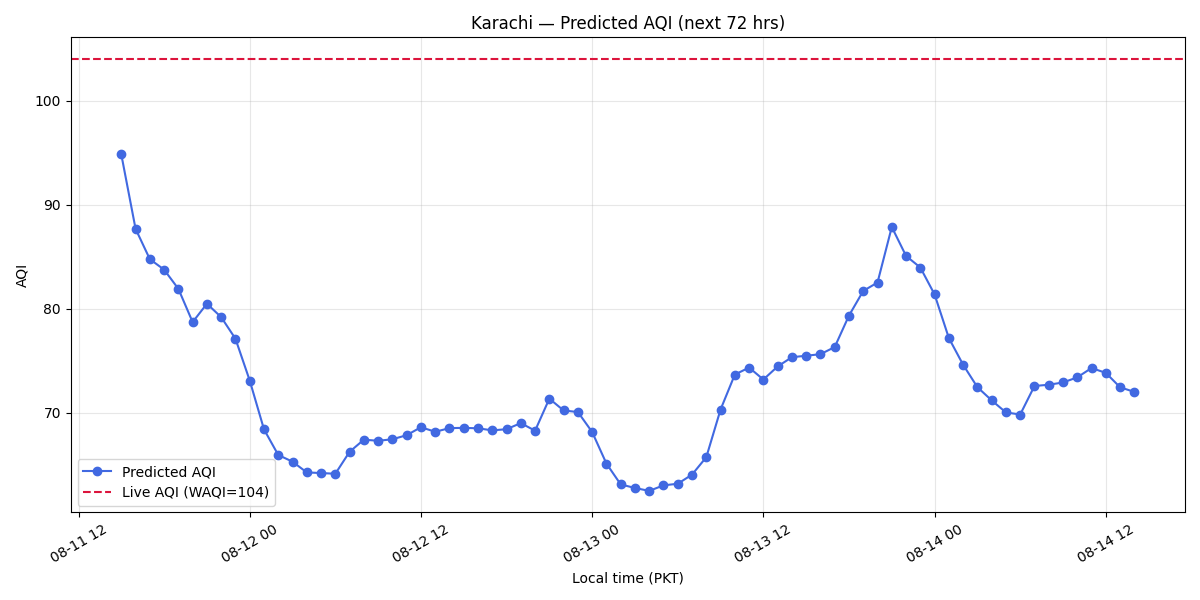 Karachi — Predicted AQI (next 72 hrs)
AQI
100
90
80
70
Predicted AQI
Live AQI (WAQI=104)
08-11 12
08-12 00
08-12 12
08-13 00
08-13 12
08-14 00
08-14 12
Local time (PKT)